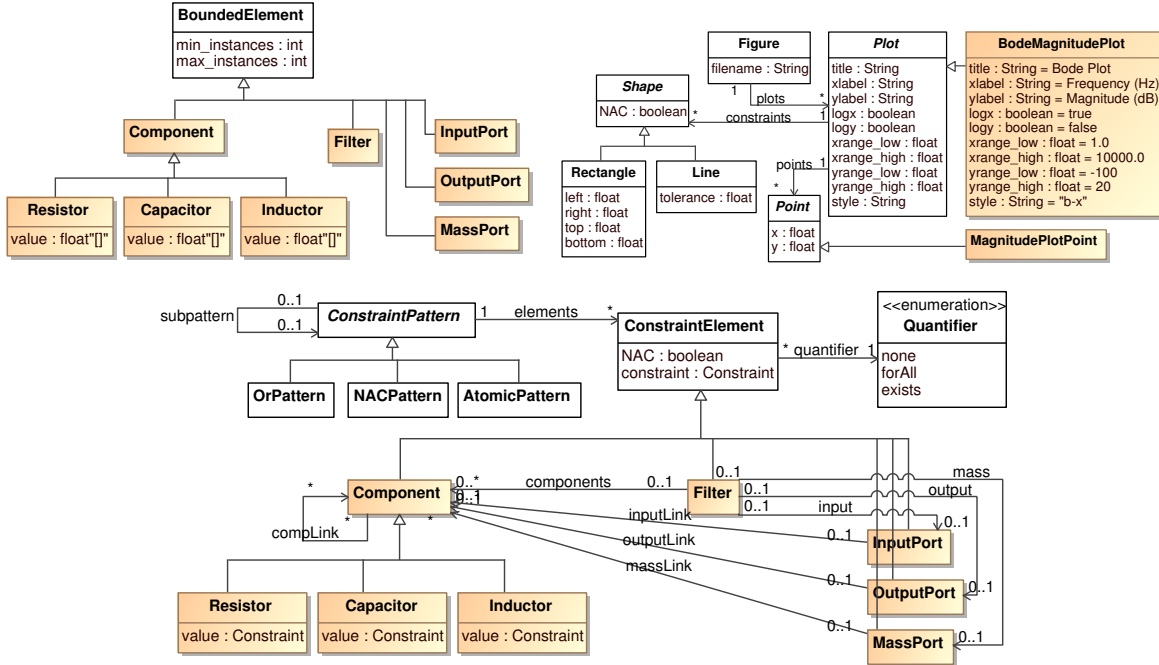 BoundedElement
min_instances : int
max_instances : int
Component
Filter
InputPort
OutputPort
MassPort
Resistor
value : float"[]"
Capacitor
value : float"[]"
Inductor
value : float"[]"
Figure
filename : String
1
plots
*
Shape
NAC : boolean
*
constraints
1
Rectangle
left : float
right : float
top : float
bottom : float
Line
tolerance : float
Plot
title : String
xlabel : String
ylabel : String
logx : boolean
logy : boolean
xrange_low : float
xrange_high : float
yrange_low : float
yrange_high : float
style : String
points
1
*
Point
x : float
y : float
BodeMagnitudePlot
title : String = Bode Plot
xlabel : String = Frequency (Hz)
ylabel : String = Magnitude (dB)
logx : boolean = true
logy : boolean = false
xrange_low : float = 1.0
xrange_high : float = 10000.0
yrange_low : float = -100
yrange_high : float = 20
style : String = "b-x"
MagnitudePlotPoint
subpattern
0..1
0..1
ConstraintPattern
1
elements
*
OrPattern
NACPattern
AtomicPattern
ConstraintElement
NAC : boolean
constraint : Constraint
*
quantifier
1
<<enumeration>>
Quantifier
none
forAll
exists
Component
*
*
compLink
0..*
components
0..1
Filter
0..1
mass
0..1
output
0..1
input
0..1
*
inputLink
0..1
0..1
InputPort
outputLink
0..1
0..1
OutputPort
massLink
0..1
0..1
MassPort
Resistor
value : Constraint
Capacitor
value : Constraint
Inductor
value : Constraint